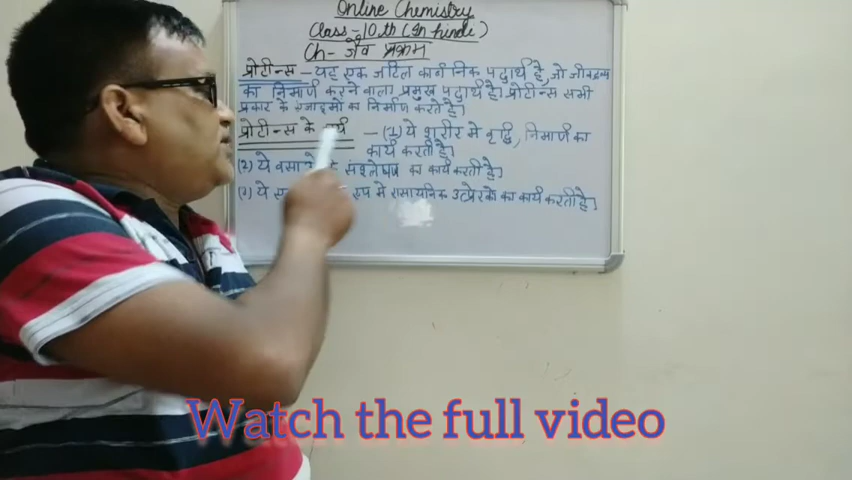 Online Chemistry
Class:- 10th (In hindi)
Ch- जैव प्रक्रम
प्रोटीन्स - यह एक जटिल कार्बनिक पदार्थ है, जो जीवद्रव्य
का निर्माण करने वाला प्रमुख पदार्थ है। प्रोटीन्स सभी
प्रकार के एंजाइमों का निर्माण करते है।
प्रोटीन्स के कार्य - (1) ये शरीर मे वृद्धि, निर्माण का
कार्य करती है।
(2) ये वसा संश्लेषण का कार्य करती है।
ये रूप मे रासायनिक उत्प्रेरको का कार्य करती है।
Watch the full video